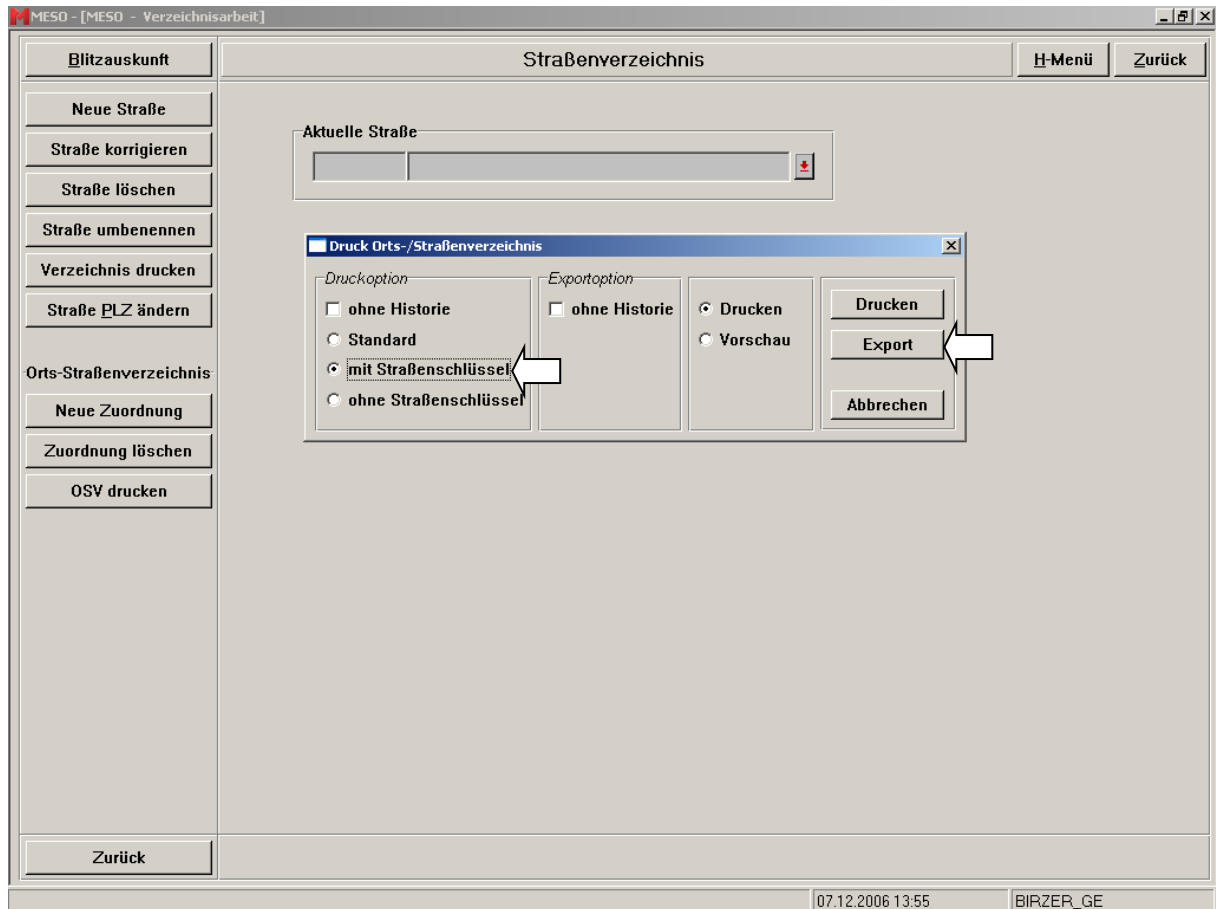 MESO - [MESO - Verzeichnisarbeit]
Blitzauskunft
Straßenverzeichnis
H-Menü
Zurück
Neue Straße
Straße korrigieren
Straße löschen
Straße umbenennen
Verzeichnis drucken
Straße PLZ ändern
Orts-Straßenverzeichnis
Neue Zuordnung
Zuordnung löschen
OSV drucken
Aktuelle Straße
Druck Orts-/Straßenverzeichnis
Druckoption
ohne Historie
Standard
mit Straßenschlüssel
ohne Straßenschlüssel
Exportoption
ohne Historie
Drucken
Vorschau
Drucken
Export
Abbrechen
Zurück
07.12.2006 13:55
BIRZER_GE